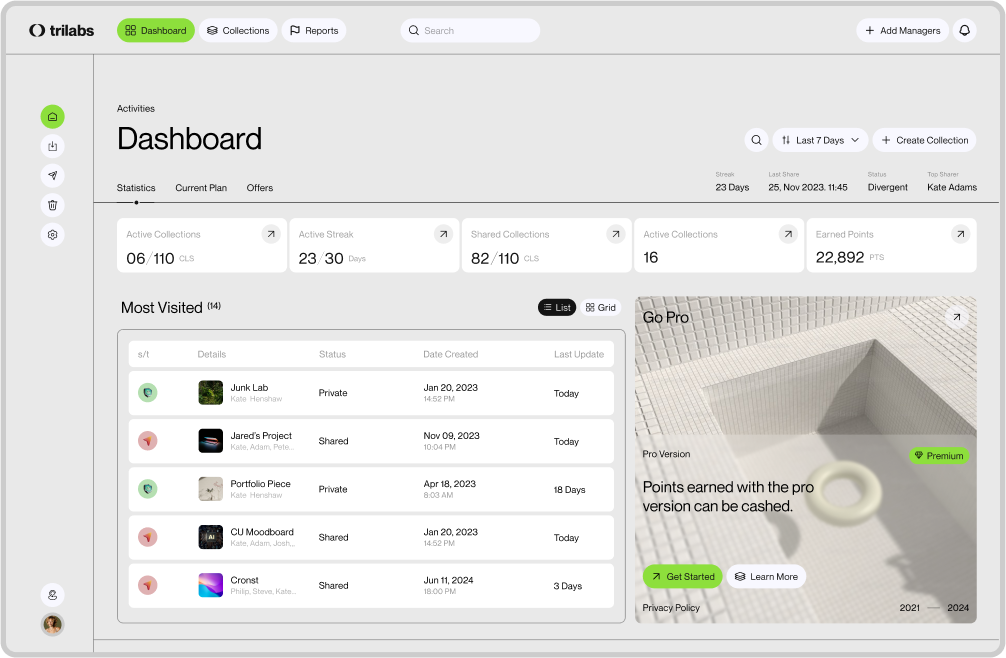 trilabs
Dashboard
Collections
Reports
Search
Add Managers
Activities
Dashboard
Last 7 Days
Create Collection
Statistics
Current Plan
Offers
Streak
23 Days
Last Share
25, Nov 2023. 11:45
Status
Divergent
Top Sharer
Kate Adams
Active Collections
06/110 CLS
Active Streak
23/30 Days
Shared Collections
82/110 CLS
Active Collections
16
Earned Points
22,892 PTS
Most Visited (14)
List
Grid
s/t Details Status Date Created Last Update
Junk Lab
Kate Henshaw
Private
Jan 20, 2023
14:52 PM
Today
Jared's Project
Kate, Adam, Pete...
Shared
Nov 09, 2023
10:04 PM
Today
Portfolio Piece
Kate Henshaw
Private
Apr 18, 2023
8:03 AM
18 Days
AI
CU Moodboard
Kate, Adam, Josh,..
Shared
Jan 20, 2023
14:52 PM
Today
Cronst
Philip, Steve, Kate...
Shared
Jun 11, 2024
18:00 PM
3 Days
Go Pro
Pro Version
Premium
Points earned with the pro
version can be cashed.
Get Started
Learn More
Privacy Policy
2021 — 2024